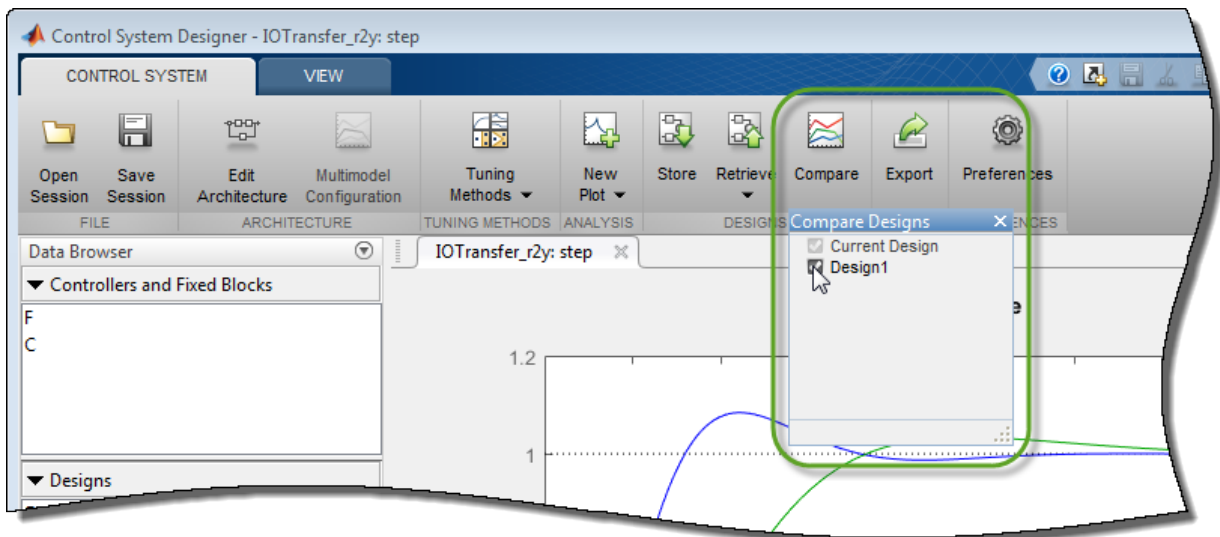 Control System Designer - IOTransfer_r2y: step
CONTROL SYSTEM VIEW
Open Session Save Session Edit Architecture Multimodel Configuration Tuning Methods New Plot Store Retrieve Compare Export Preferences
FILE ARCHITECTURE TUNING METHODS ANALYSIS DESIGNS
Compare Designs
Current Design
Design1
Data Browser
Controllers and Fixed Blocks
F
C
Designs
IOTransfer_r2y: step
1.2
1